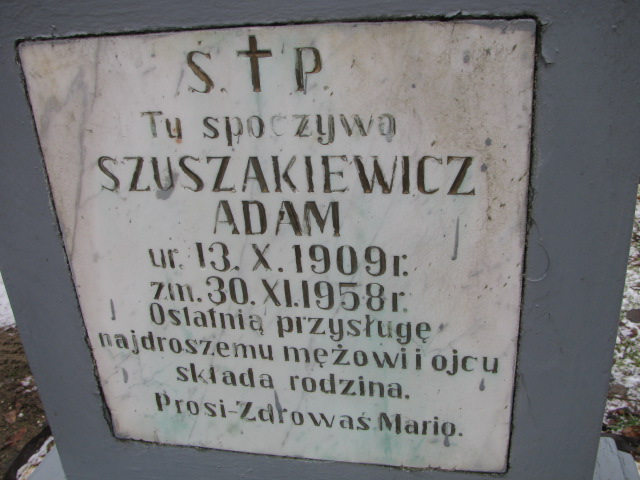 S. † P.
Tu spoczywa
SZUSZAKIEWICZ
ADAM
ur. 13. X. 1909 r.
zm. 30. XI. 1958 r.
Ostatnią przysługę
najdroszemu mężowi i ojcu
składa rodzina.
Prosi-Zdrowaś Mario.